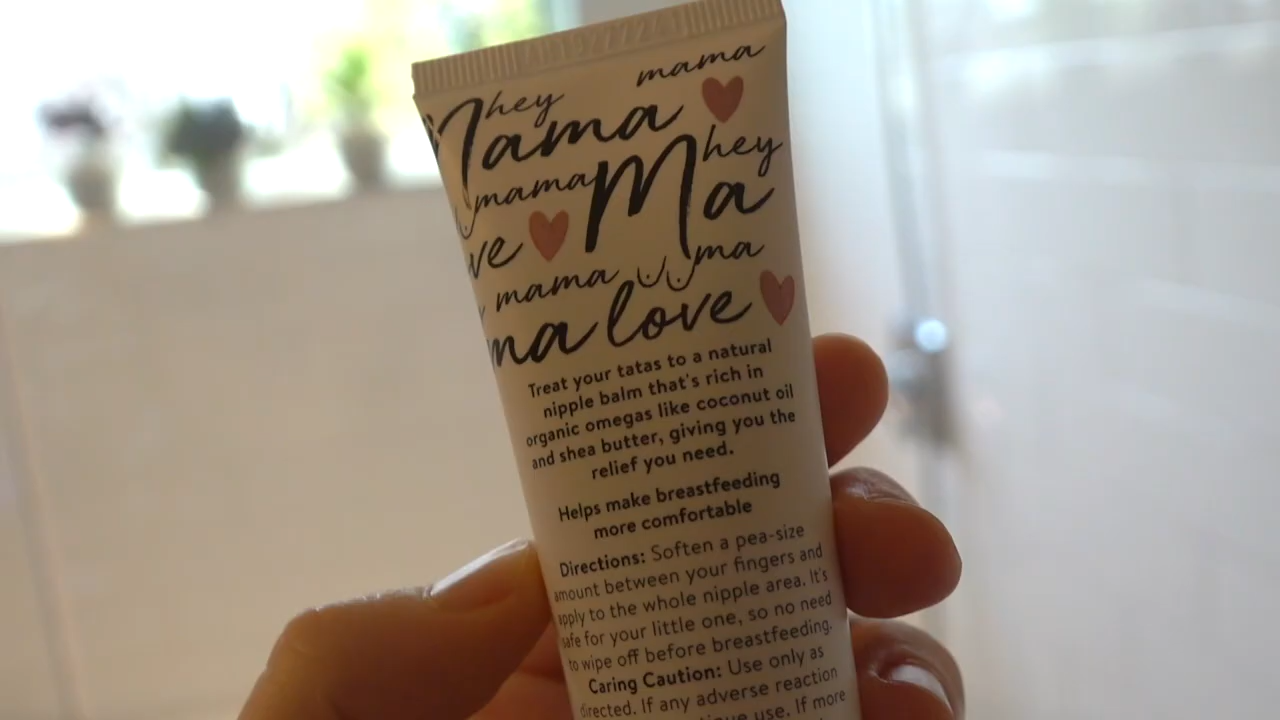 mama
hey
Mama
hey
mama Ma
ve
mama ma
ma love
Treat your tatas to a natural
nipple balm that's rich in
organic omegas like coconut oil
and shea butter, giving you the
relief you need.
Helps make breastfeeding
more comfortable
Directions: Soften a pea-size
amount between your fingers and
apply to the whole nipple area. It's
safe for your little one, so no need
to wipe off before breastfeeding.
Caring Caution: Use only as
directed. If any adverse reaction
use. If more